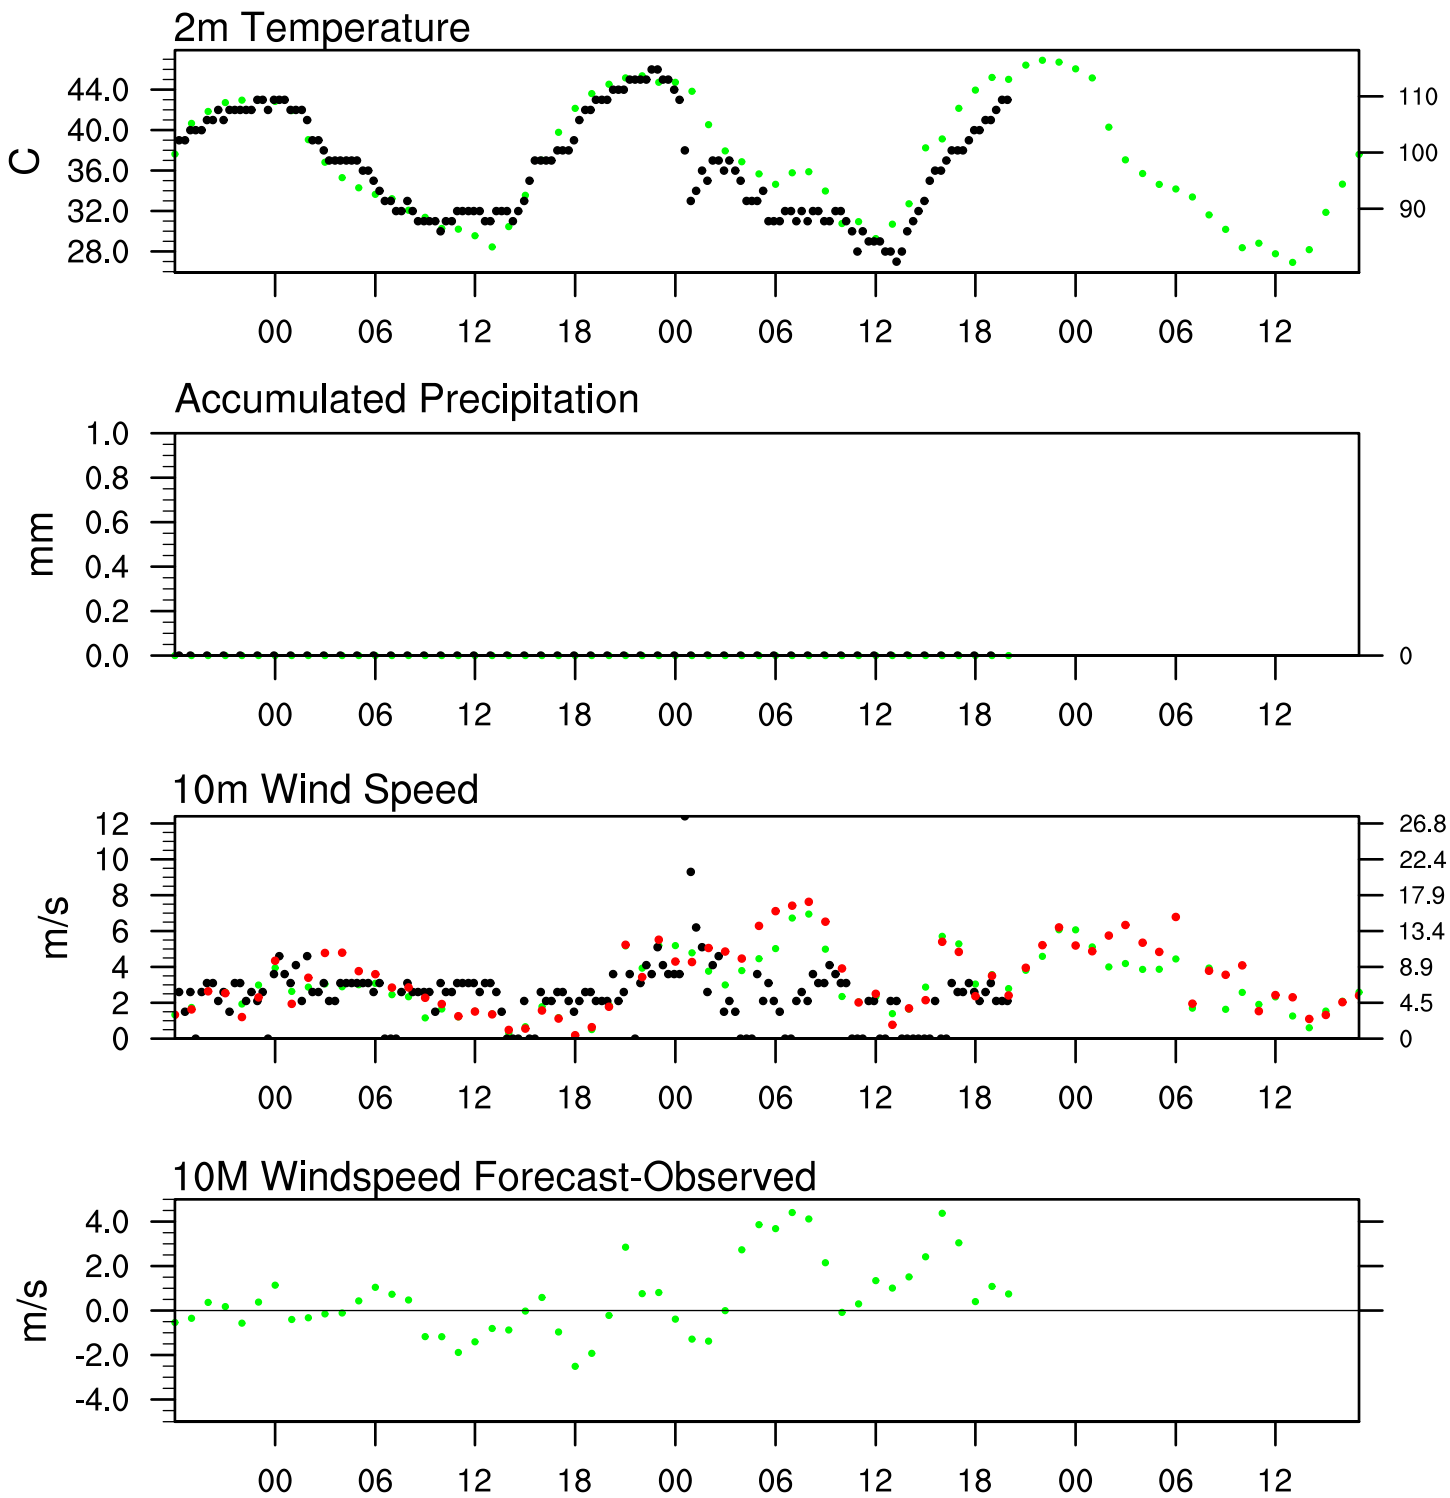 2m Temperature
44.0
40.0
36.0
32.0
28.0
C
110
100
90
00 06 12 18 00 06 12 18 00 06 12
Accumulated Precipitation
1.0
0.8
0.6
0.4
0.2
0.0
mm
0
00 06 12 18 00 06 12 18 00 06 12
10m Wind Speed
12
10
8
6
4
2
0
m/s
26.8
22.4
17.9
13.4
8.9
4.5
0
00 06 12 18 00 06 12 18 00 06 12
10M Windspeed Forecast-Observed
4.0
2.0
0.0
-2.0
-4.0
m/s
00 06 12 18 00 06 12 18 00 06 12